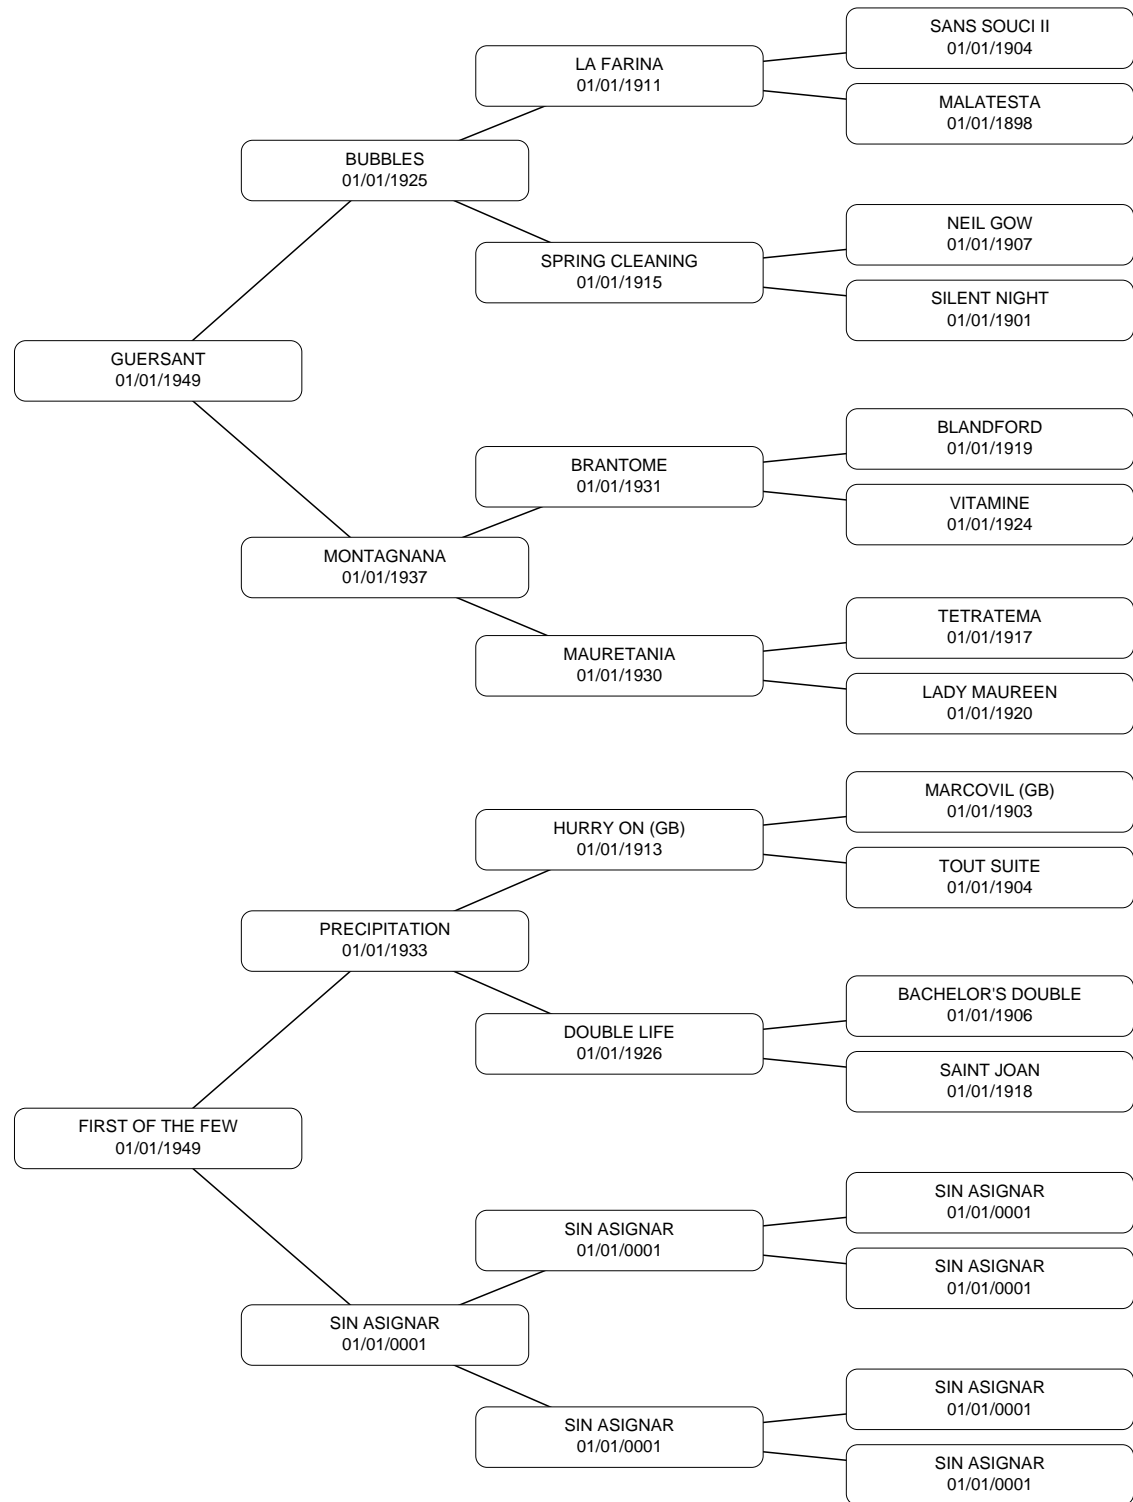 SANS SOUCI II
01/01/1904
LA FARINA
01/01/1911
MALATESTA
01/01/1898
BUBBLES
01/01/1925
NEIL GOW
01/01/1907
SPRING CLEANING
01/01/1915
SILENT NIGHT
01/01/1901
GUERSANT
01/01/1949
BLANDFORD
01/01/1919
BRANTOME
01/01/1931
VITAMINE
01/01/1924
MONTAGNANA
01/01/1937
TETRATEMA
01/01/1917
MAURETANIA
01/01/1930
LADY MAUREEN
01/01/1920
MARCOVIL (GB)
01/01/1903
HURRY ON (GB)
01/01/1913
TOUT SUITE
01/01/1904
PRECIPITATION
01/01/1933
BACHELOR'S DOUBLE
01/01/1906
DOUBLE LIFE
01/01/1926
SAINT JOAN
01/01/1918
FIRST OF THE FEW
01/01/1949
SIN ASIGNAR
01/01/0001
SIN ASIGNAR
01/01/0001
SIN ASIGNAR
01/01/0001
SIN ASIGNAR
01/01/0001
SIN ASIGNAR
01/01/0001
SIN ASIGNAR
01/01/0001
SIN ASIGNAR
01/01/0001